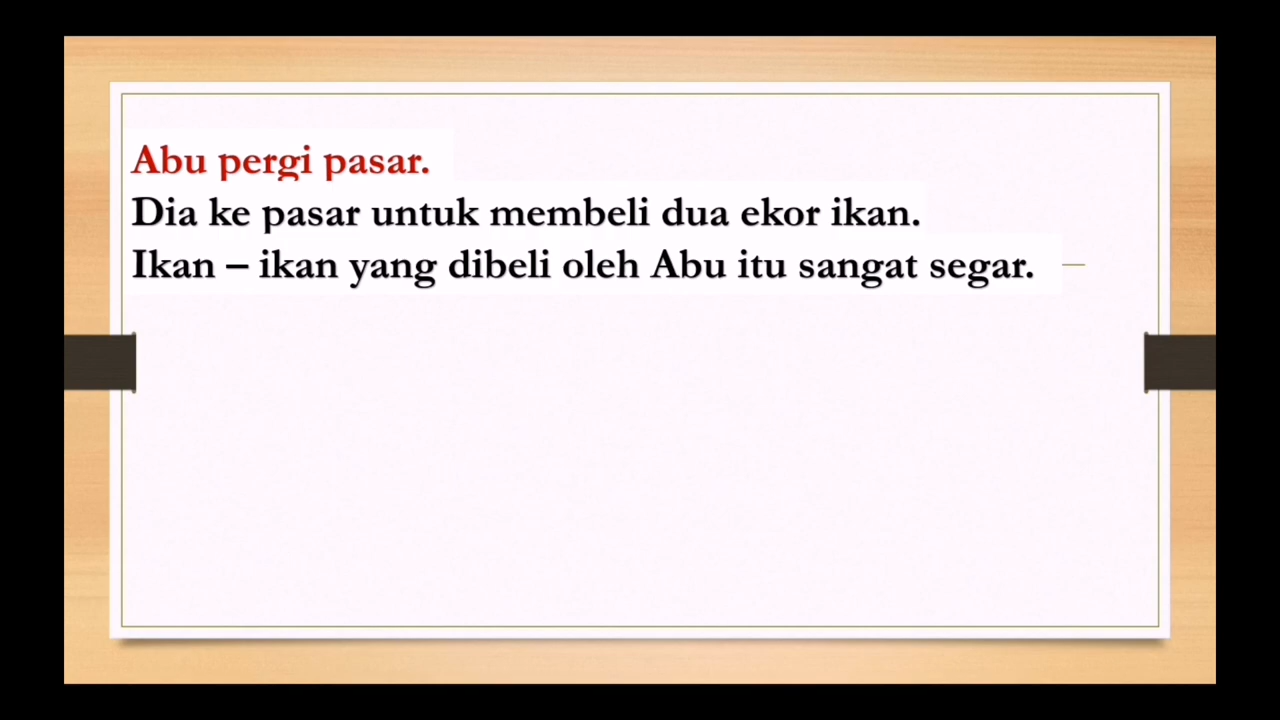 Abu pergi pasar.
Dia ke pasar untuk membeli dua ekor ikan.
Ikan – ikan yang dibeli oleh Abu itu sangat segar.